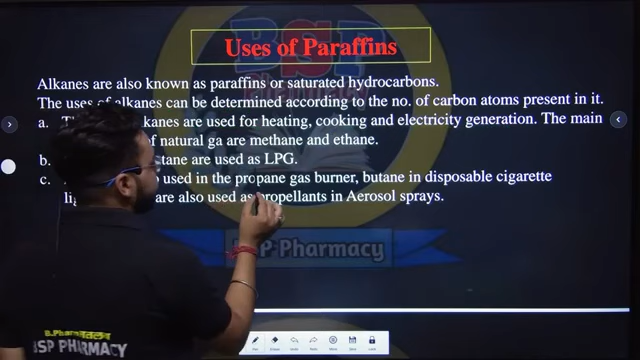 Uses of Paraffins
Alkanes are also known as paraffins or saturated hydrocarbons.
The uses of alkanes can be determined according to the no. of carbon atoms present in it.
a. kanes are used for heating, cooking and electricity generation. The main
of natural ga are methane and ethane.
b. tane are used as LPG.
c. used in the propane gas burner, butane in disposable cigarette
are also used as propellants in Aerosol sprays.
BSP
BSP Pharmacy
B.Pharm
BSP PHARMACY